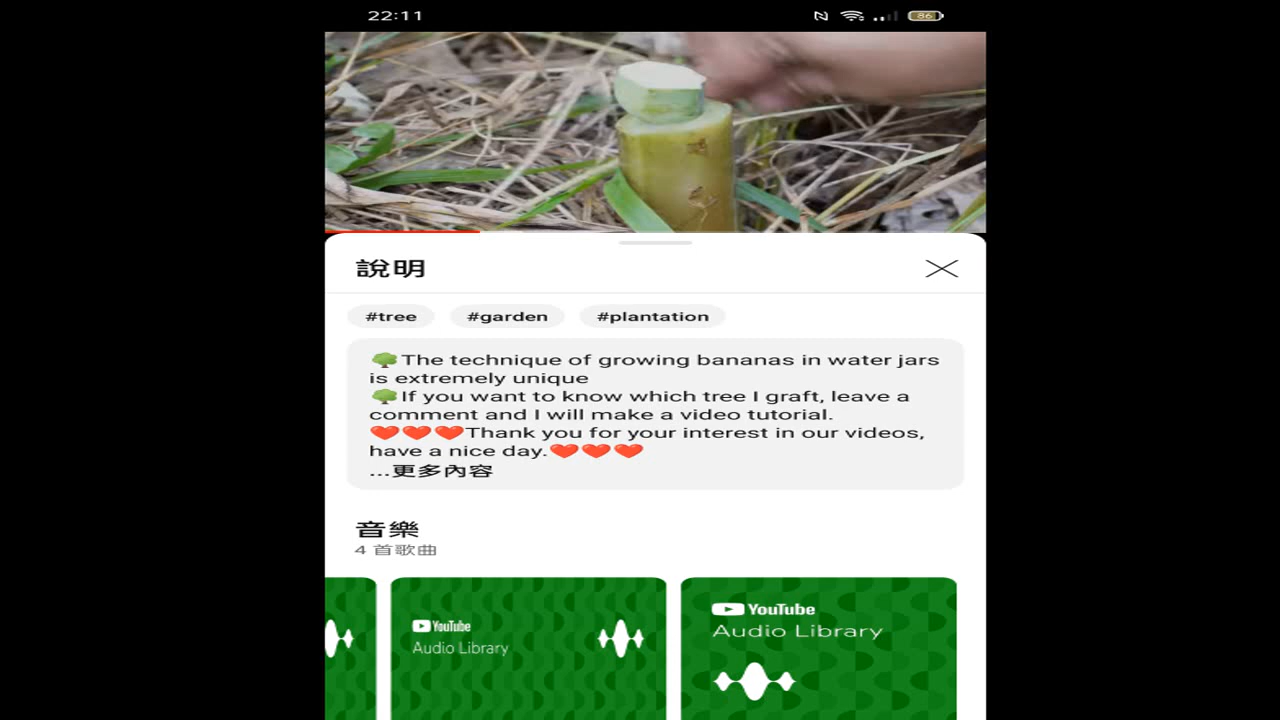 22:11
86
說明
#tree
#garden
#plantation
🌳The technique of growing bananas in water jars
is extremely unique
🌳If you want to know which tree I graft, leave a
comment and I will make a video tutorial.
❤️❤️❤️Thank you for your interest in our videos,
have a nice day.❤️❤️❤️
...更多內容
音樂
4 首歌曲
YouTube
Audio Library
YouTube
Audio Library